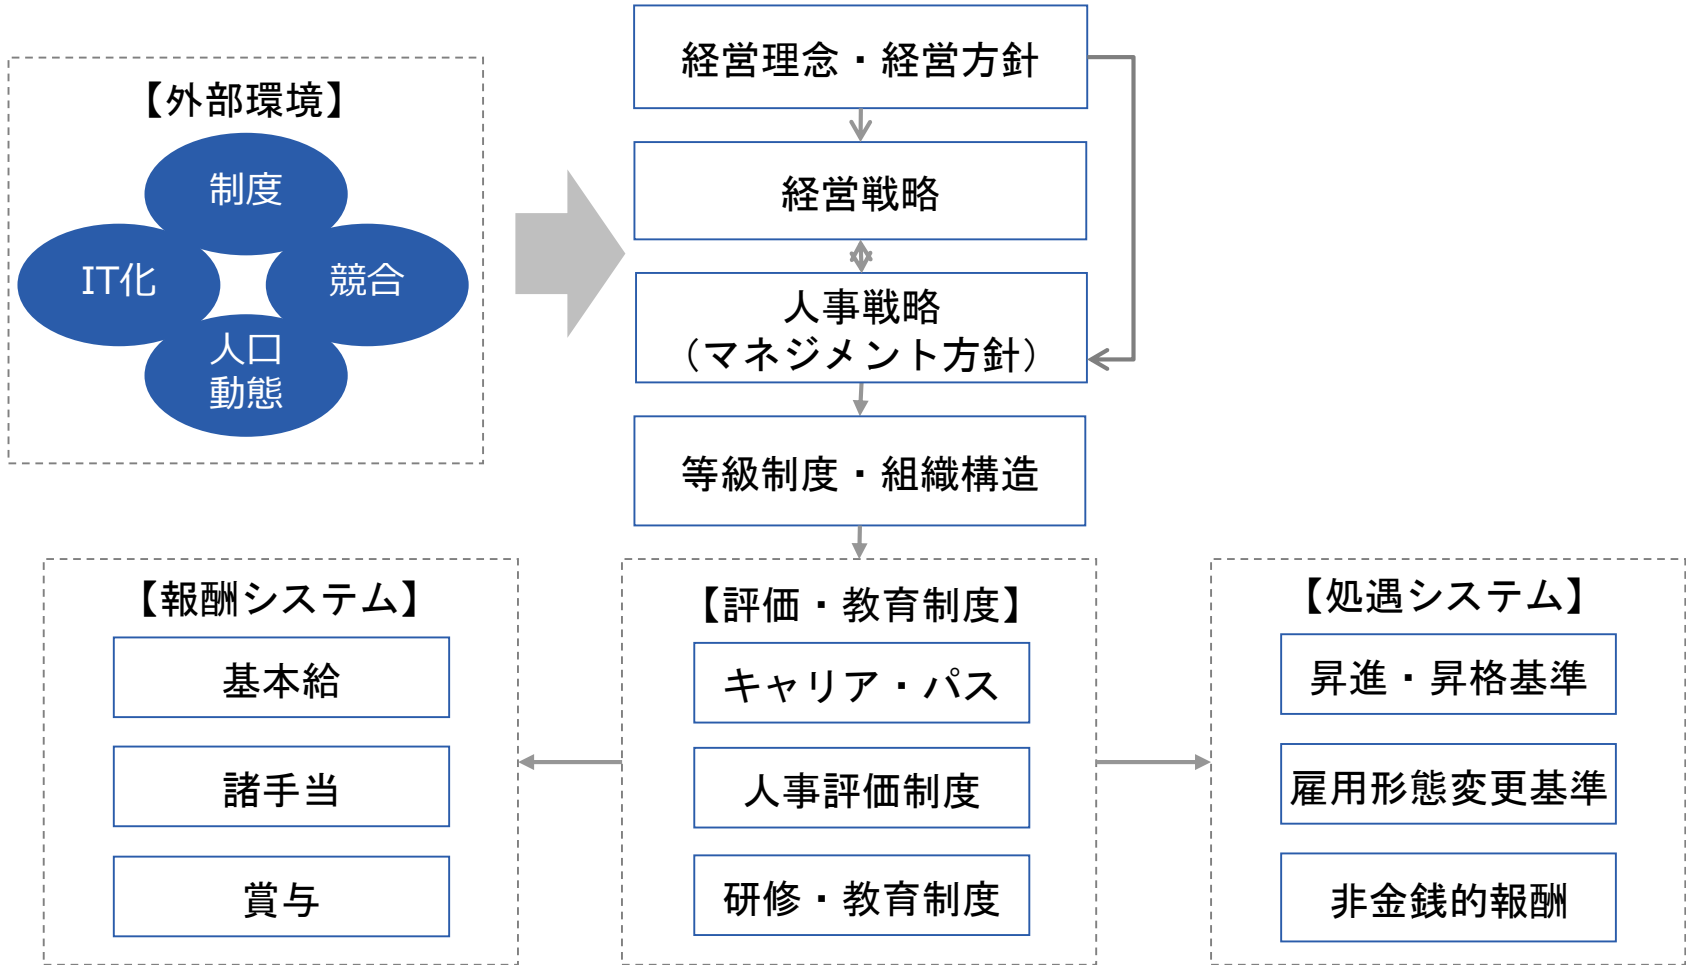 経営理念・経営方針
【外部環境】
制度
IT化
競合
人口
動態
経営戦略
人事戦略
（マネジメント方針）
等級制度・組織構造
【報酬システム】
基本給
諸手当
賞与
【評価・教育制度】
キャリア・パス
人事評価制度
研修・教育制度
【処遇システム】
昇進・昇格基準
雇用形態変更基準
非金銭的報酬